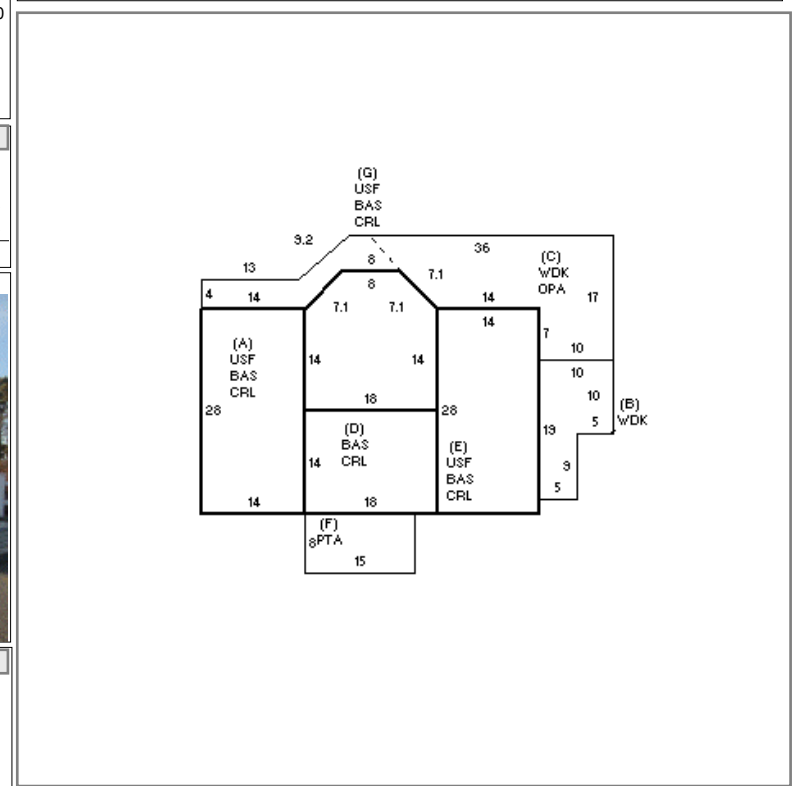 (G)
USF
BAS
CRL
9.2
36
8
13
(C)
WDK
OPA
7.1
8
4
14
14
17
7.1
7.1
14
7
(A)
USF
BAS
CRL
14
14
10
10
10
18
5
(B)
WDK
28
28
(D)
BAS
CRL
19
(E)
USF
BAS
CRL
14
9
5
14
18
(F)
8PTA
15